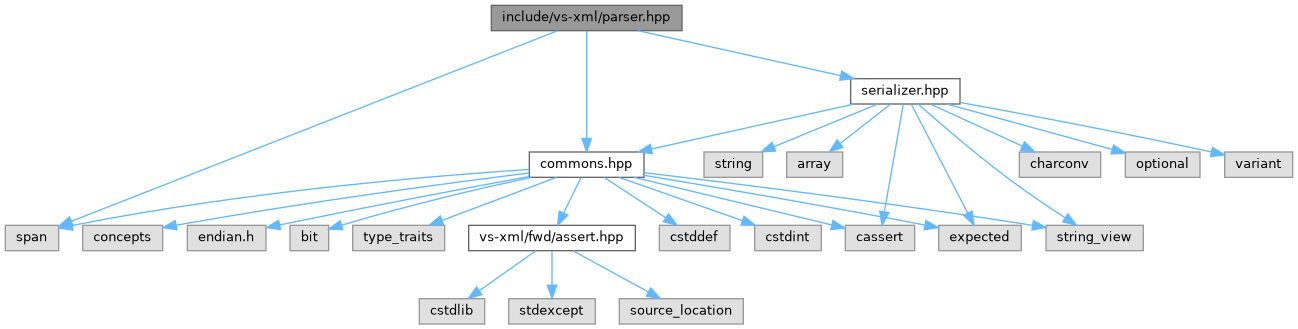 include/vs-xml/parser.hpp
serializer.hpp
commons.hpp
string
array
charconv
optional
variant
span
concepts
endian.h
bit
type_traits
vs-xml/fwd/assert.hpp
cstddef
cstdint
cassert
expected
string_view
cstdlib
stdexcept
source_location